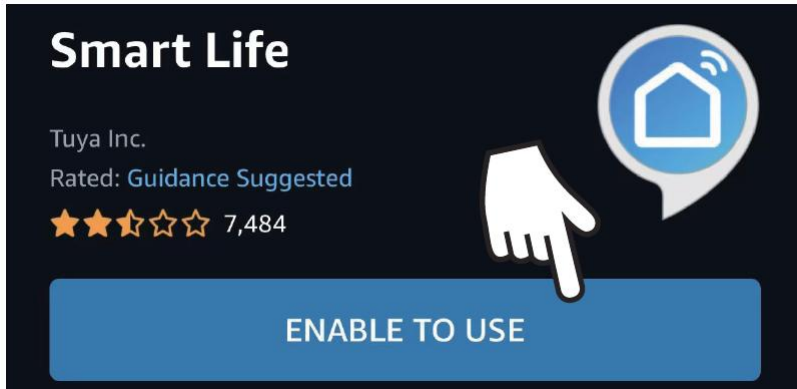 Smart Life
Tuya Inc.
Rated: Guidance Suggested
7,484
ENABLE TO USE